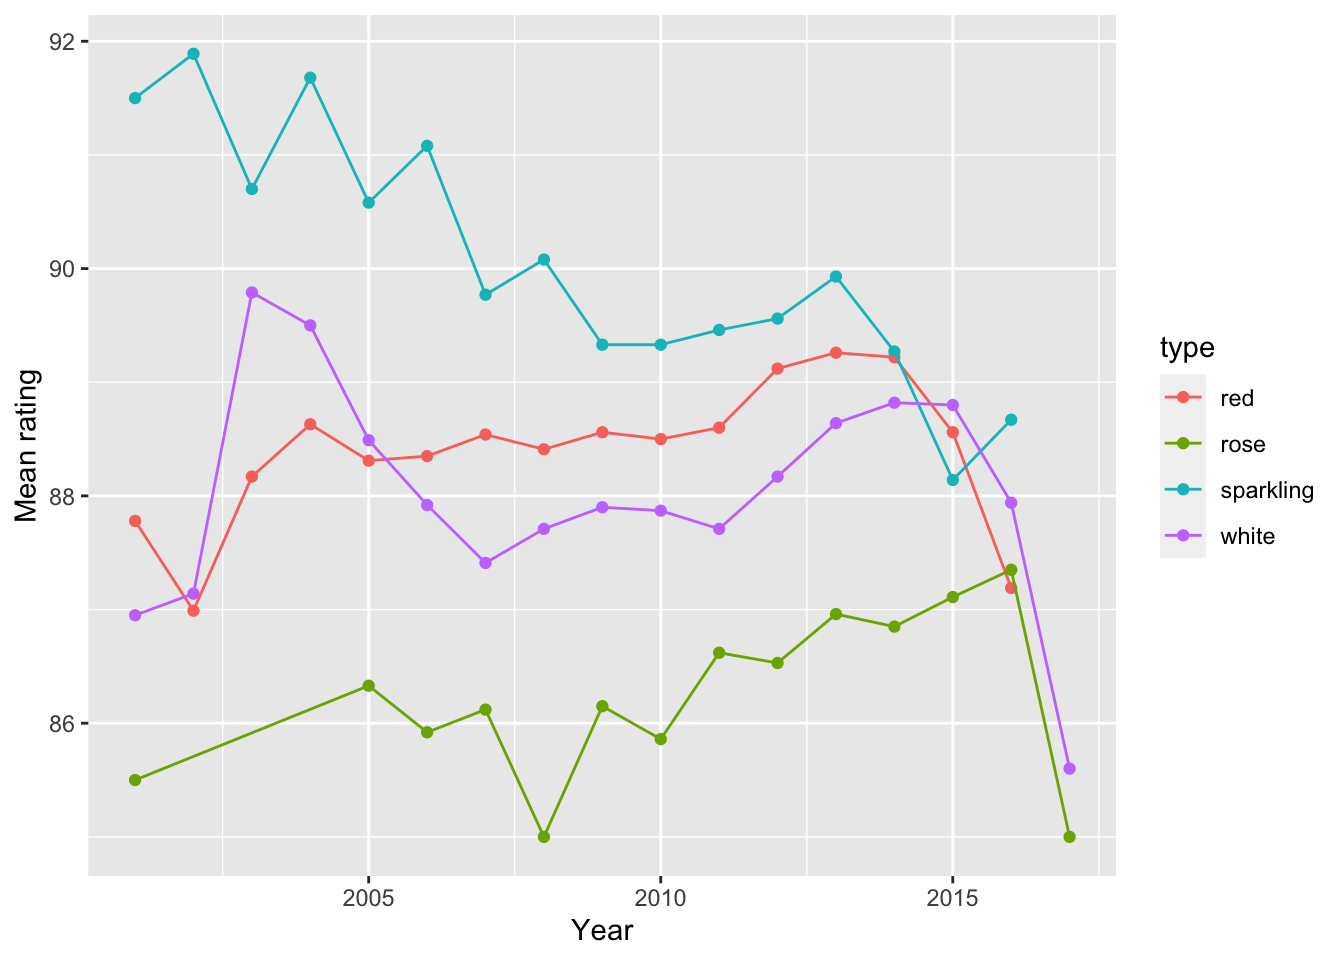 92
90
88
86
Mean rating
2005
2010
2015
Year
type
red
rose
sparkling
white